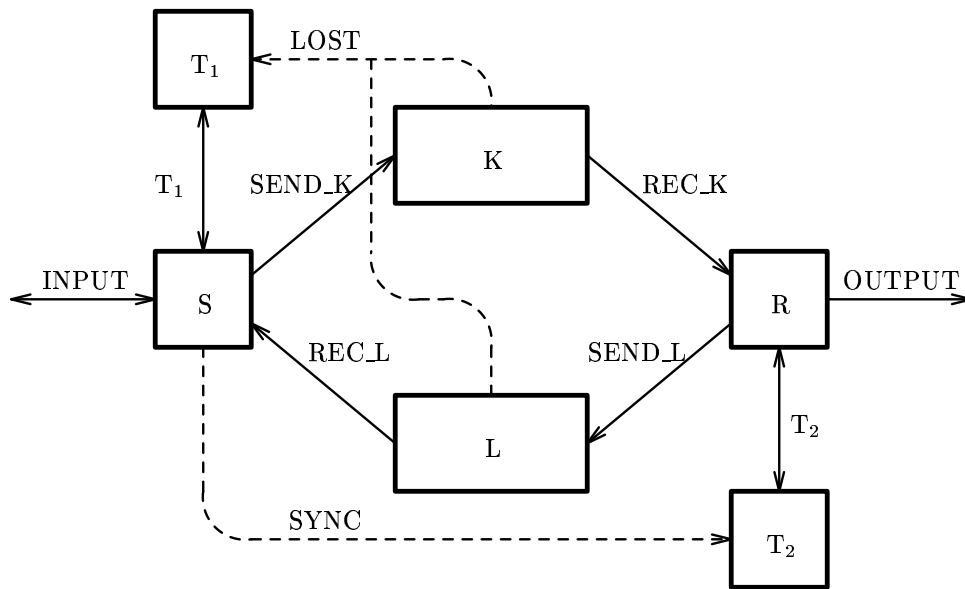 LOST
T₁
K
T₁
SEND_K
REC_K
INPUT
S
R
OUTPUT
REC_L
SEND_L
L
T₂
SYNC
T₂